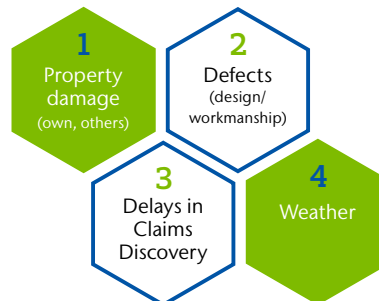 1
Property
damage
(own, others)
2
Defects
(design/
workmanship)
3
Delays in
Claims
Discovery
4
Weather